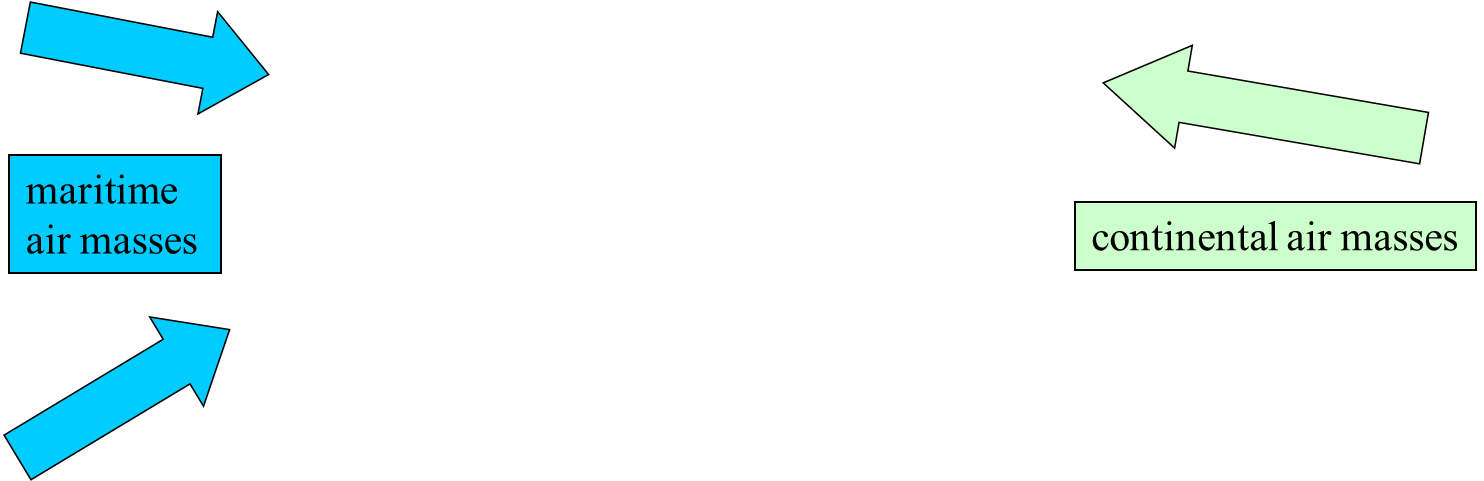 maritime
air masses
continental air masses